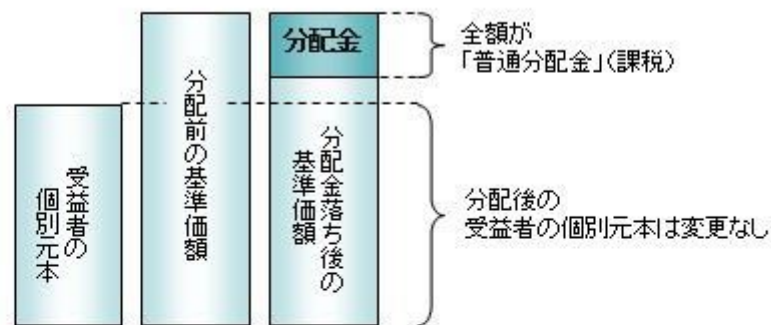 受益者の
個別元本
分配前の基準価額
分配金
分配金落ち後の
基準価額
全額が
「普通分配金」(課税)
分配後の
受益者の個別元本は変更なし